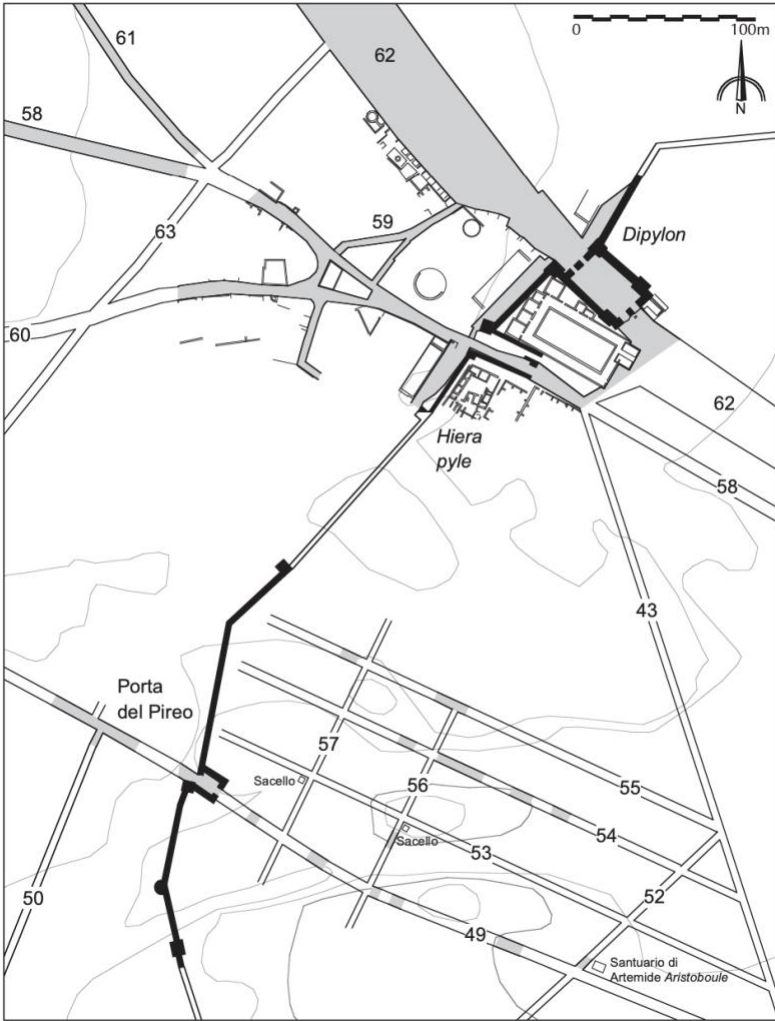 61
62
0
100m
N
58
59
63
Dipylon
60
62
Hiera
pyle
58
43
Porta
del Pireo
57
Sacello
56
55
Sacello
54
53
50
52
49
Santuario di
Artemide Aristoboule